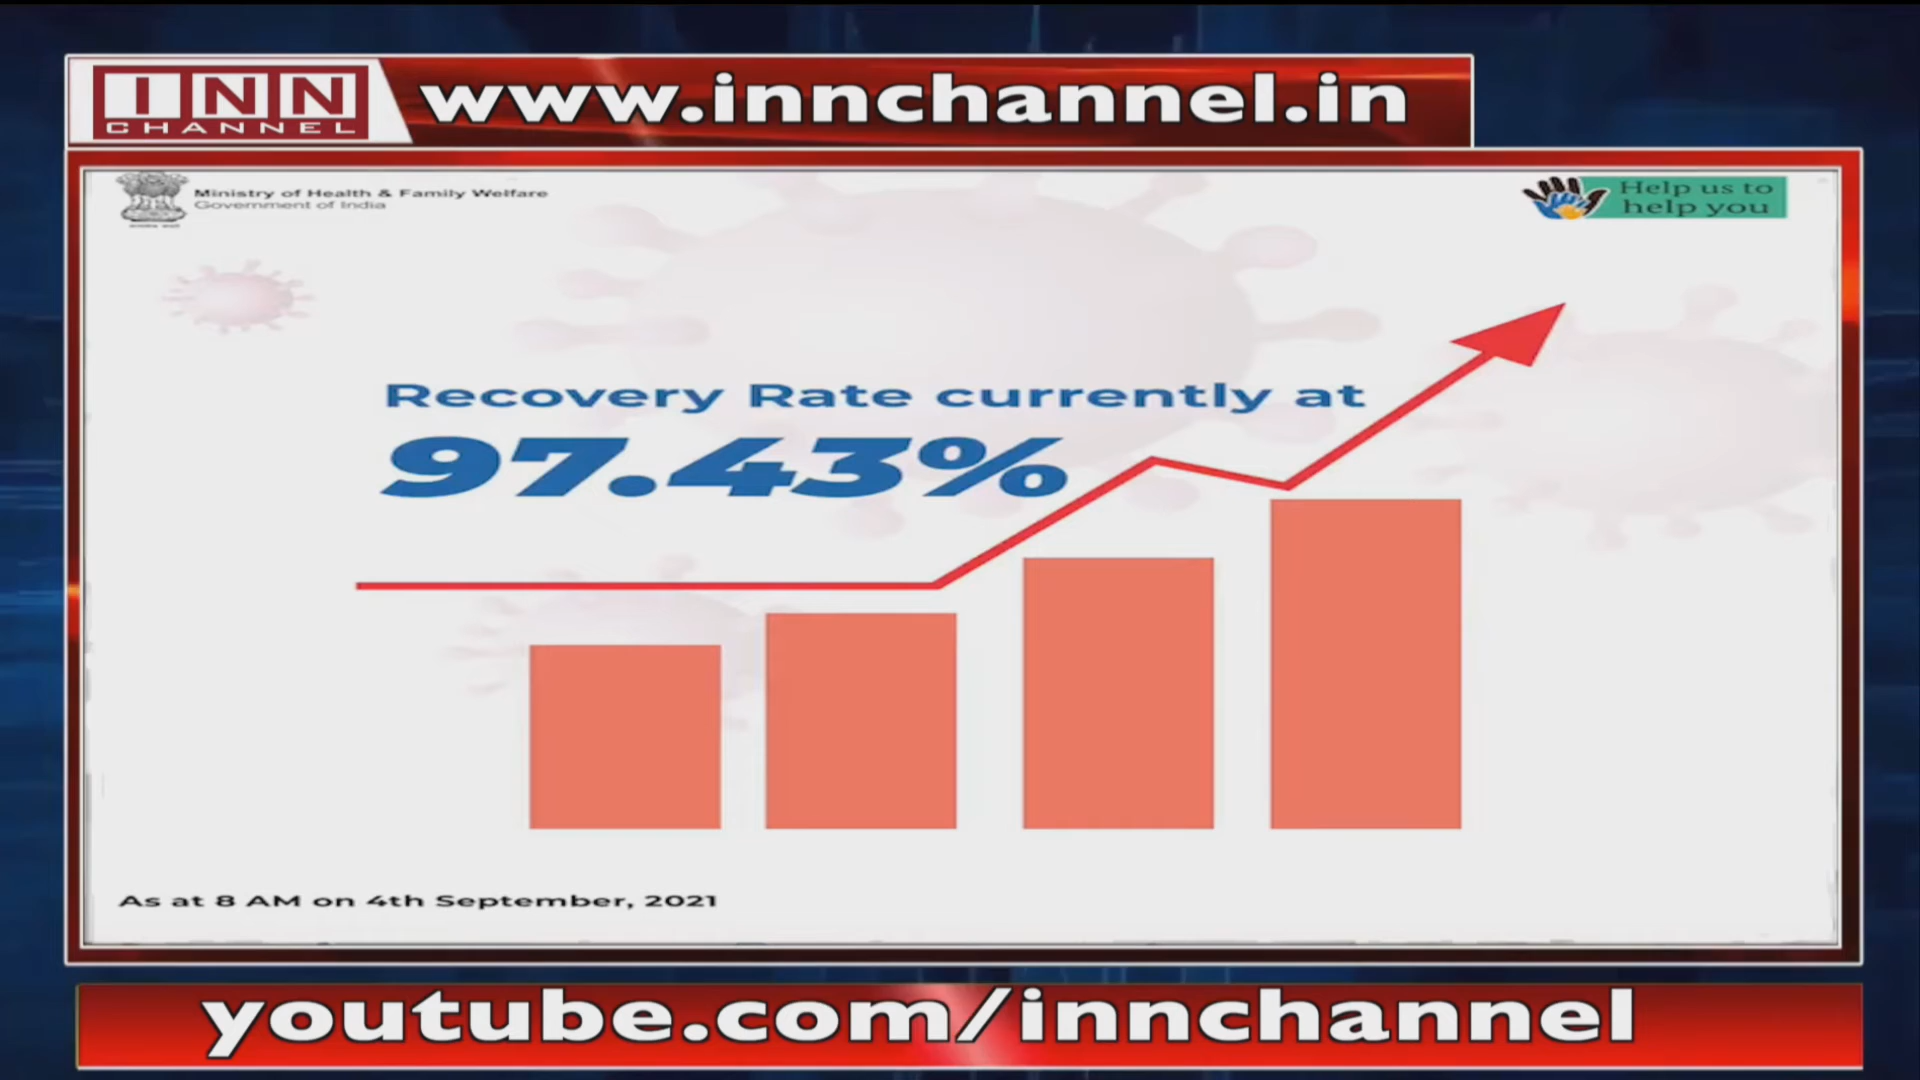 INN
CHANNEL
www.innchannel.in
Ministry of Health & Family Welfare
Government of India
Help us to
help you
Recovery Rate currently at
97.43%
As at 8 AM on 4th September, 2021
youtube.com/innchannel